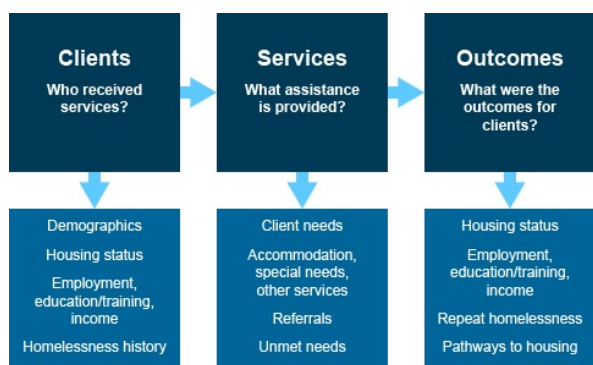 Clients
Who received
services?
Services
What assistance
is provided?
Outcomes
What were the
outcomes for
clients?
Demographics
Housing status
Employment,
education/training,
income
Homelessness history
Client needs
Accommodation,
special needs,
other services
Referrals
Unmet needs
Housing status
Employment,
education/training,
income
Repeat homelessness
Pathways to housing